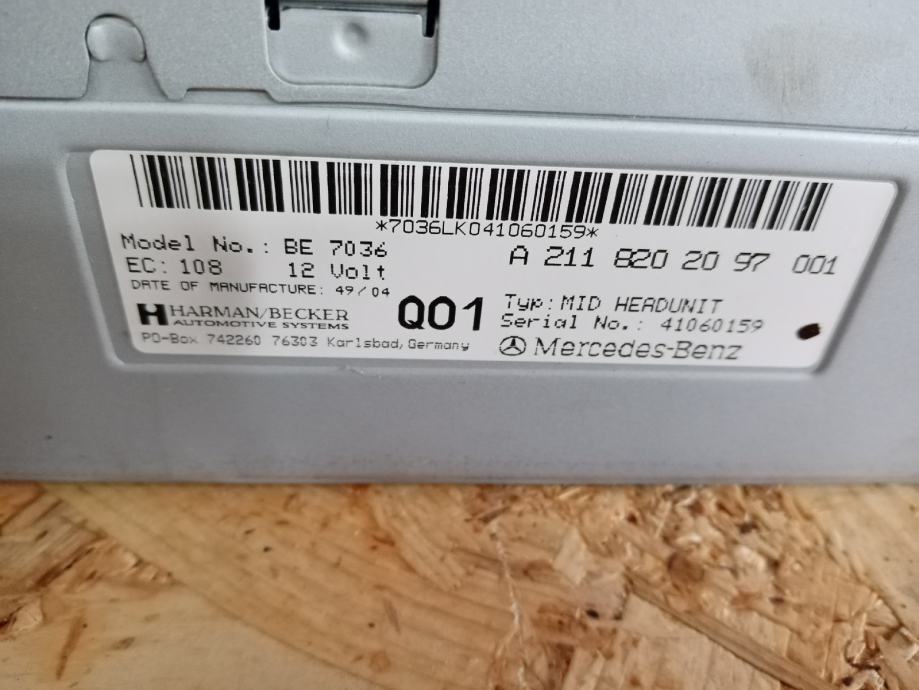 *7036LK041060159*
Model No.: BE 7036
A 211 820 20 97 001
EC: 108 12 Volt
DATE OF MANUFACTURE: 49/04
HARMAN/BECKER
AUTOMOTIVE SYSTEMS
Q01
Typ: MID HEADUNIT
Serial No.: 41060159
PO-Box 742260 76303 Karlsbad, Germany
Mercedes-Benz